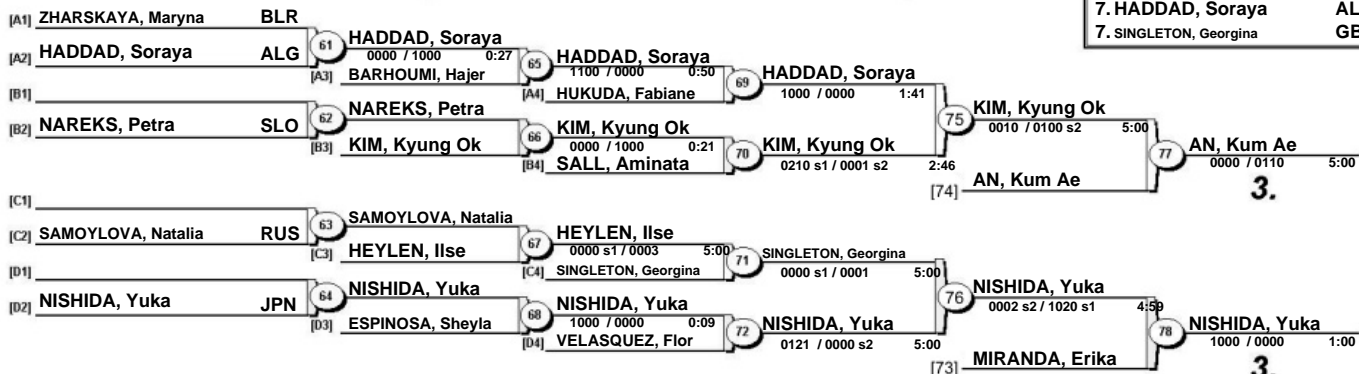 7. HADDAD, Soraya AL
7. SINGLETON, Georgina GB
[A1] ZHARSKAYA, Maryna BLR
[A2] HADDAD, Soraya ALG
61 HADDAD, Soraya
0000 / 1000 0:27
[A3] BARHOUMI, Hajer
65 HADDAD, Soraya
1100 / 0000 0:50
[A4] HUKUDA, Fabiane
69 HADDAD, Soraya
1000 / 0000 1:41
[B1]
[B2] NAREKS, Petra SLO
62 NAREKS, Petra
[B3] KIM, Kyung Ok
66 KIM, Kyung Ok
0000 / 1000 0:21
[B4] SALL, Aminata
70 KIM, Kyung Ok
0210 s1 / 0001 s2 2:46
75 KIM, Kyung Ok
0010 / 0100 s2 5:00
[74] AN, Kum Ae
77 AN, Kum Ae
0000 / 0110 5:00
3.
[C1]
[C2] SAMOYLOVA, Natalia RUS
63 SAMOYLOVA, Natalia
[C3] HEYLEN, Ilse
67 HEYLEN, Ilse
0000 s1 / 0003 5:00
[C4] SINGLETON, Georgina
71 SINGLETON, Georgina
0000 s1 / 0001 5:00
[D1]
[D2] NISHIDA, Yuka JPN
64 NISHIDA, Yuka
[D3] ESPINOSA, Sheyla
68 NISHIDA, Yuka
1000 / 0000 0:09
[D4] VELASQUEZ, Flor
72 NISHIDA, Yuka
0121 / 0000 s2 5:00
76 NISHIDA, Yuka
0002 s2 / 1020 s1 4:59
[73] MIRANDA, Erika
78 NISHIDA, Yuka
1000 / 0000 1:00
3.